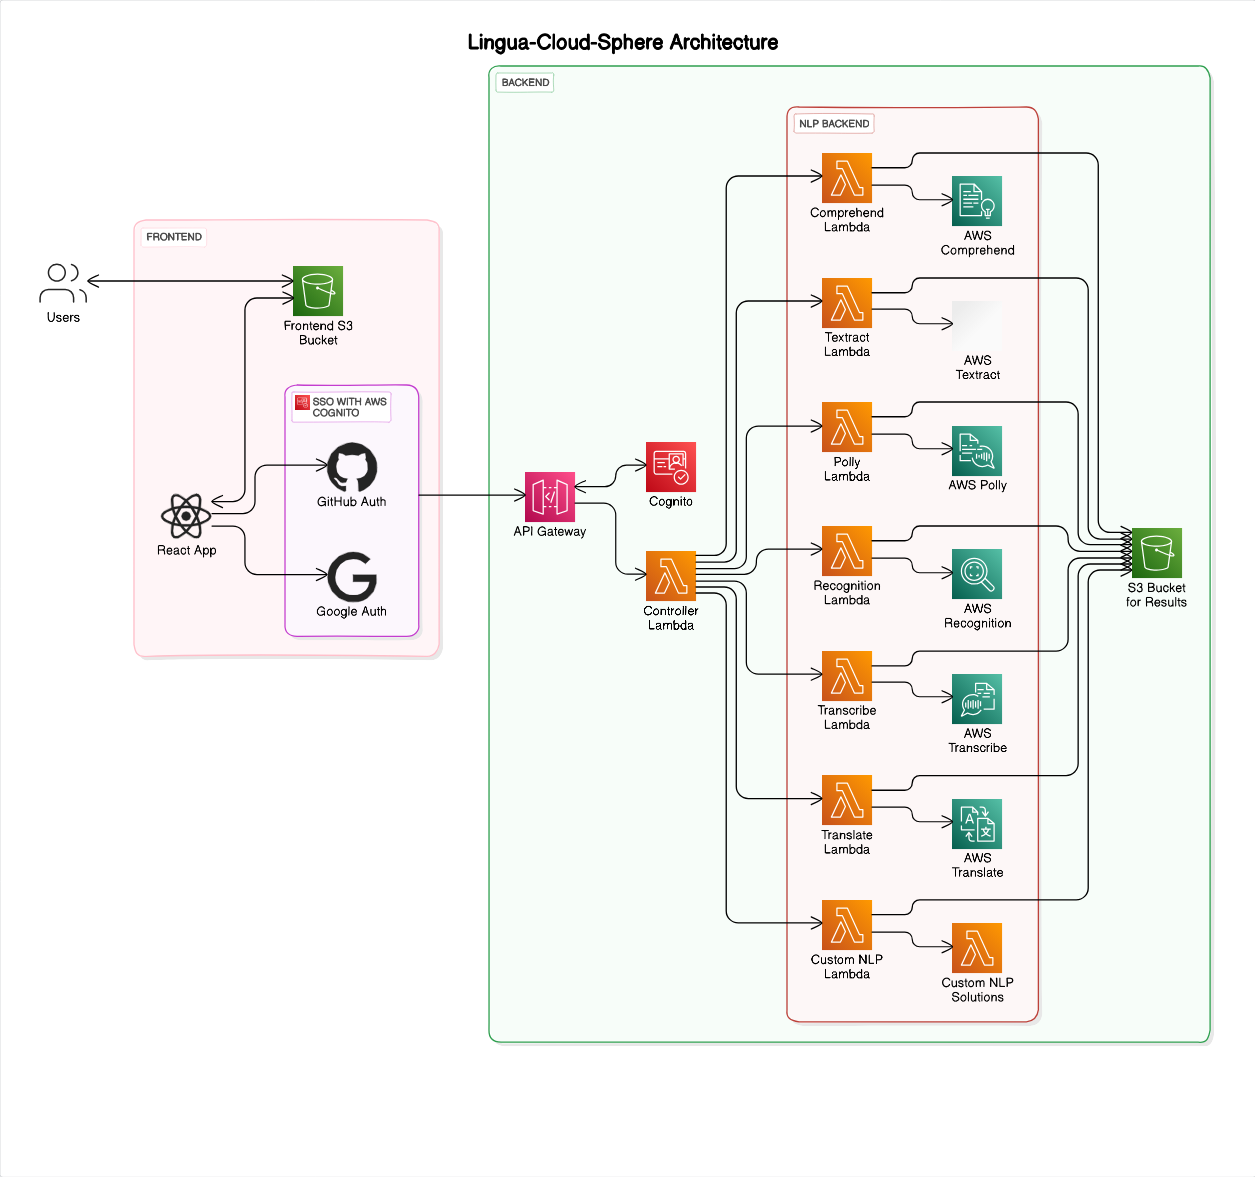 Lingua-Cloud-Sphere Architecture
BACKEND
NLP BACKEND
Comprehend
Lambda
AWS
Comprehend
FRONTEND
Users
Frontend S3
Bucket
Textract
Lambda
AWS
Textract
SSO WITH AWS
COGNITO
GitHub Auth
React App
Google Auth
API Gateway
Cognito
Controller
Lambda
Polly
Lambda
AWS Polly
Recognition
Lambda
AWS
Recognition
S3 Bucket
for Results
Transcribe
Lambda
AWS
Transcribe
Translate
Lambda
AWS
Translate
Custom NLP
Lambda
Custom NLP
Solutions